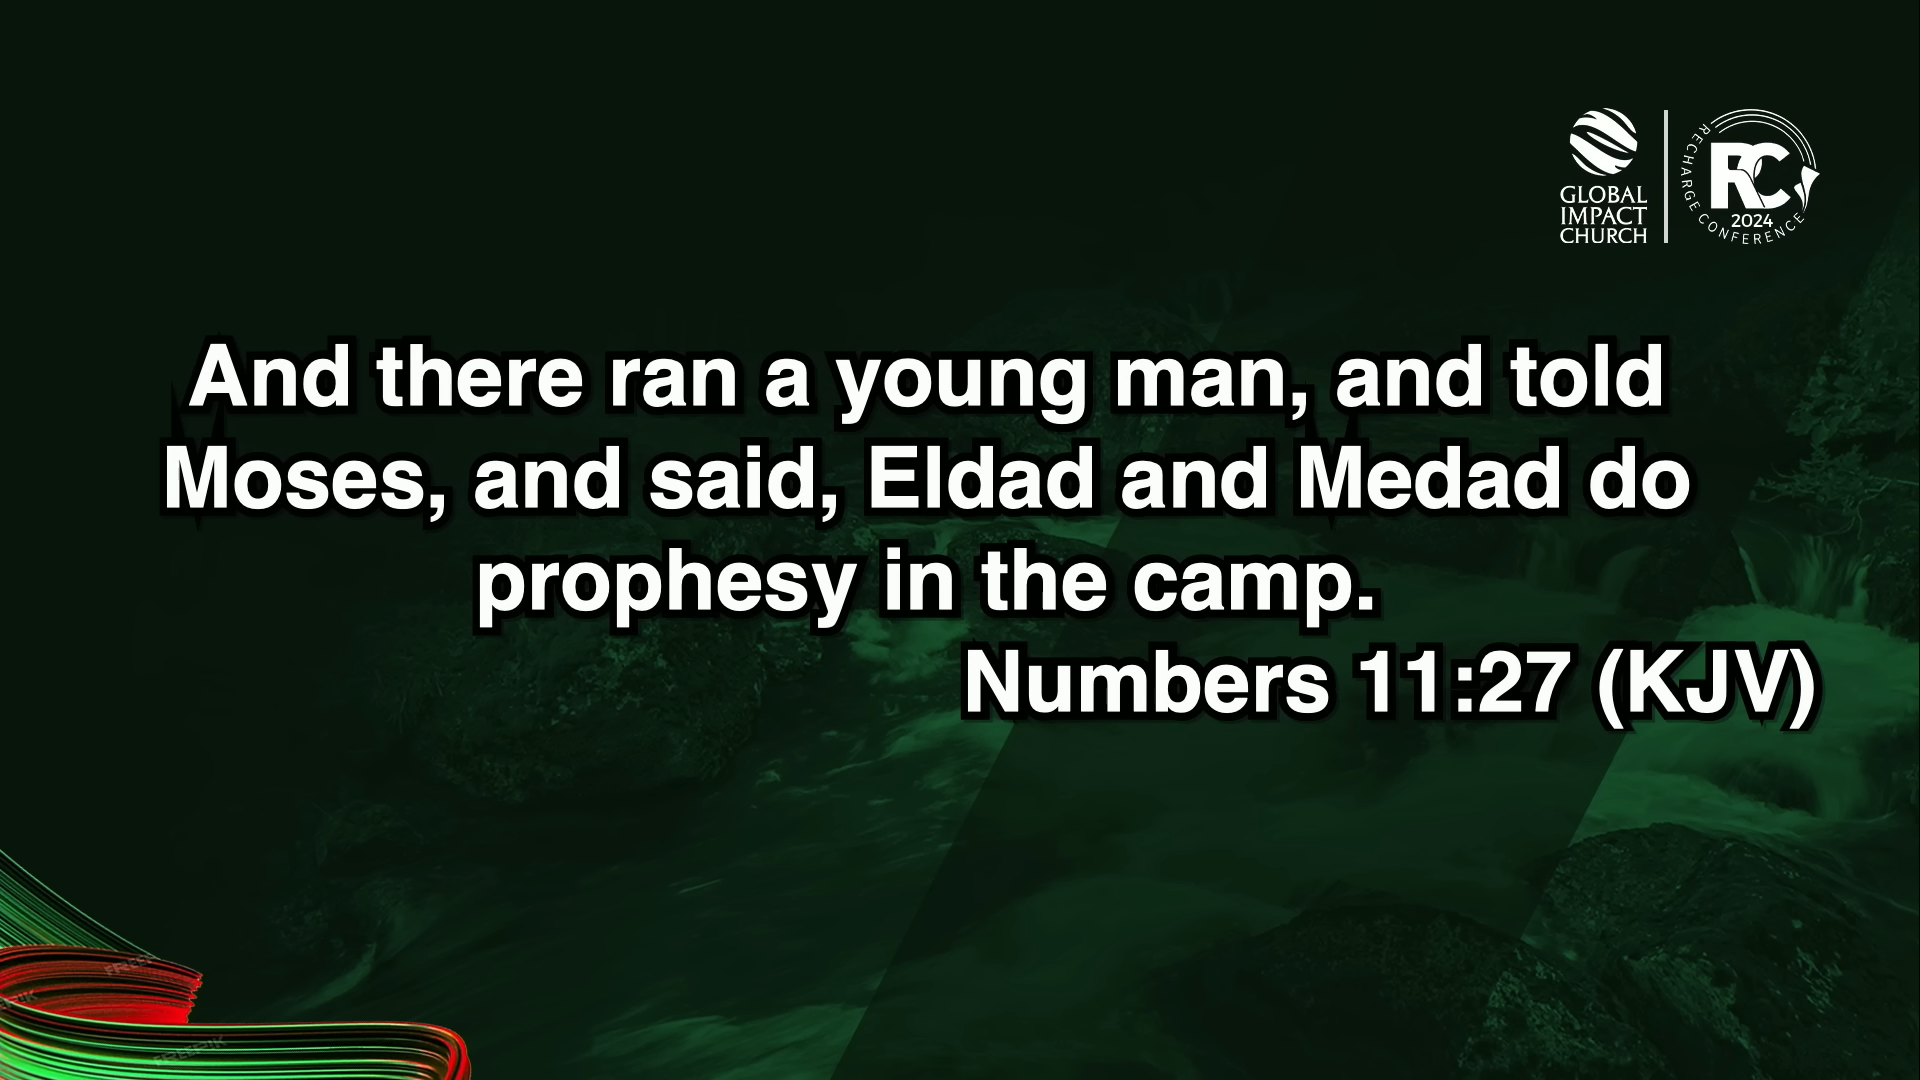 GLOBAL
IMPACT
CHURCH
RECHARGE CONFERENCE
RC
2024
And there ran a young man, and told
Moses, and said, Eldad and Medad do
prophesy in the camp.
Numbers 11:27 (KJV)
FREEPIK